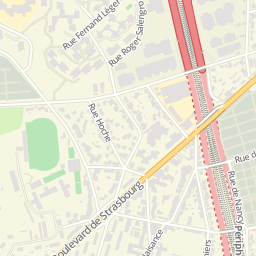 Rue Fernand Léger
Rue Roger Salengro
Rue Hoche
Boulevard de Strasbourg
Rue de Nancy
Rue d
Périph
aisance
iers